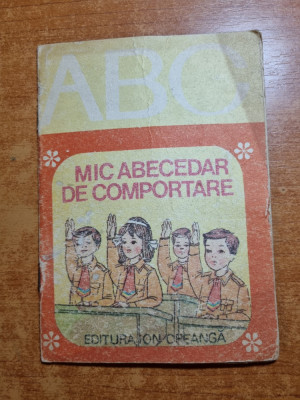 ABC
MIC ABECEDAR
DE COMPORTARE
EDITURA ION CREANGĂ